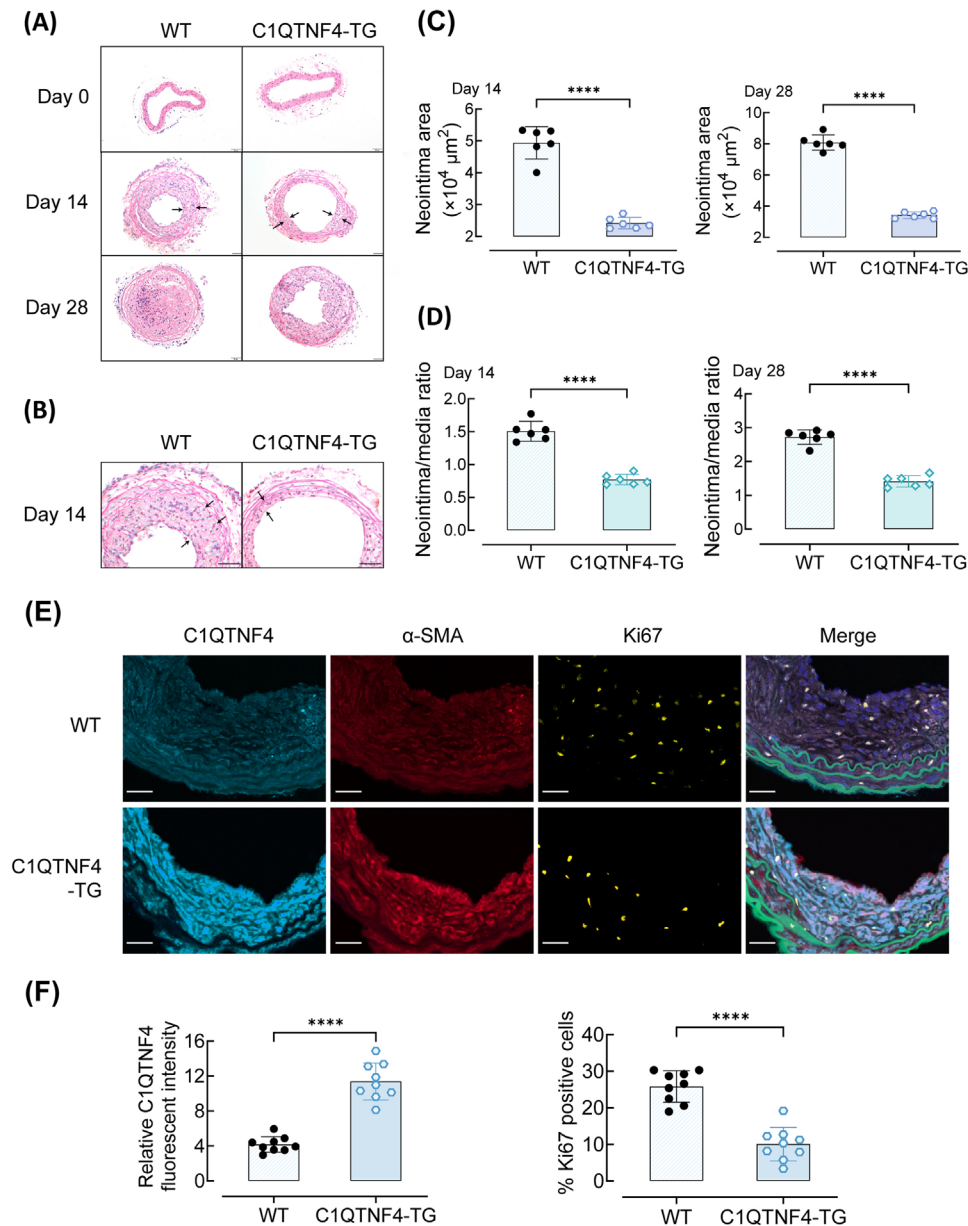 (A)
WT C1QTNF4-TG
Day 0
Day 14
Day 28
(B)
WT C1QTNF4-TG
Day 14
(C)
Day 14
****
Neointima area
(×10⁴ μm²)
6
5
4
3
2
WT C1QTNF4-TG
Day 28
****
Neointima area
(×10⁴ μm²)
10
8
6
4
2
WT C1QTNF4-TG
(D)
Day 14
****
Neointima/media ratio
2.0
1.5
1.0
0.5
0.0
WT C1QTNF4-TG
Day 28
****
Neointima/media ratio
4
3
2
1
0
WT C1QTNF4-TG
(E)
C1QTNF4 α-SMA Ki67 Merge
WT
C1QTNF4
-TG
(F)
****
Relative C1QTNF4
fluorescent intensity
16
12
8
4
0
WT C1QTNF4-TG
****
% Ki67 positive cells
40
30
20
10
0
WT C1QTNF4-TG